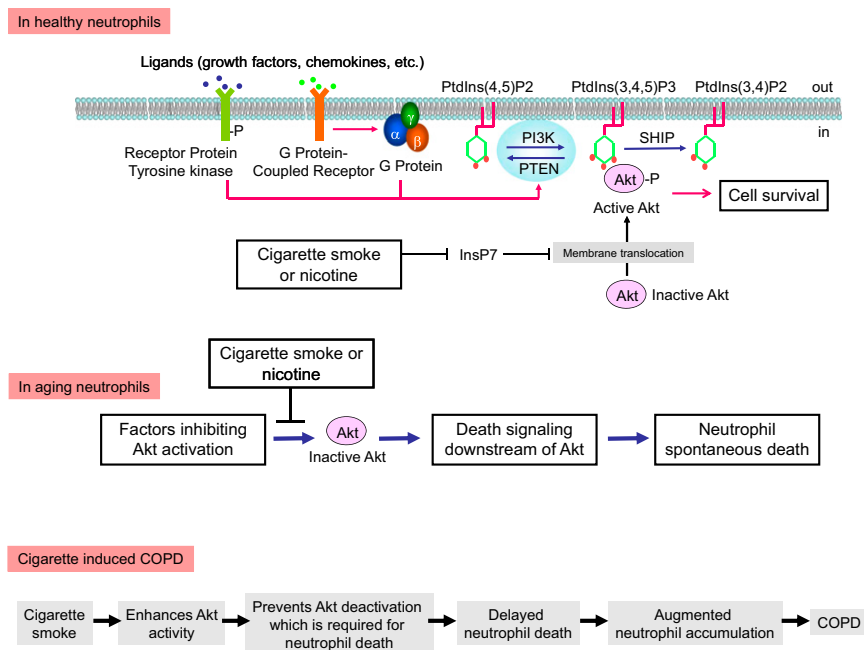 In healthy neutrophils
Ligands (growth factors, chemokines, etc.)
PtdIns(4,5)P2
PtdIns(3,4,5)P3
PtdIns(3,4)P2
out
in
-P
Receptor Protein
Tyrosine kinase
G Protein-
Coupled Receptor
α
γ
β
G Protein
PI3K
PTEN
SHIP
Akt
-P
Active Akt
Cell survival
Cigarette smoke
or nicotine
InsP7
Membrane translocation
Akt
Inactive Akt
In aging neutrophils
Cigarette smoke or
nicotine
Factors inhibiting
Akt activation
Akt
Inactive Akt
Death signaling
downstream of Akt
Neutrophil
spontaneous death
Cigarette induced COPD
Cigarette
smoke
Enhances Akt
activity
Prevents Akt deactivation
which is required for
neutrophil death
Delayed
neutrophil death
Augmented
neutrophil accumulation
COPD